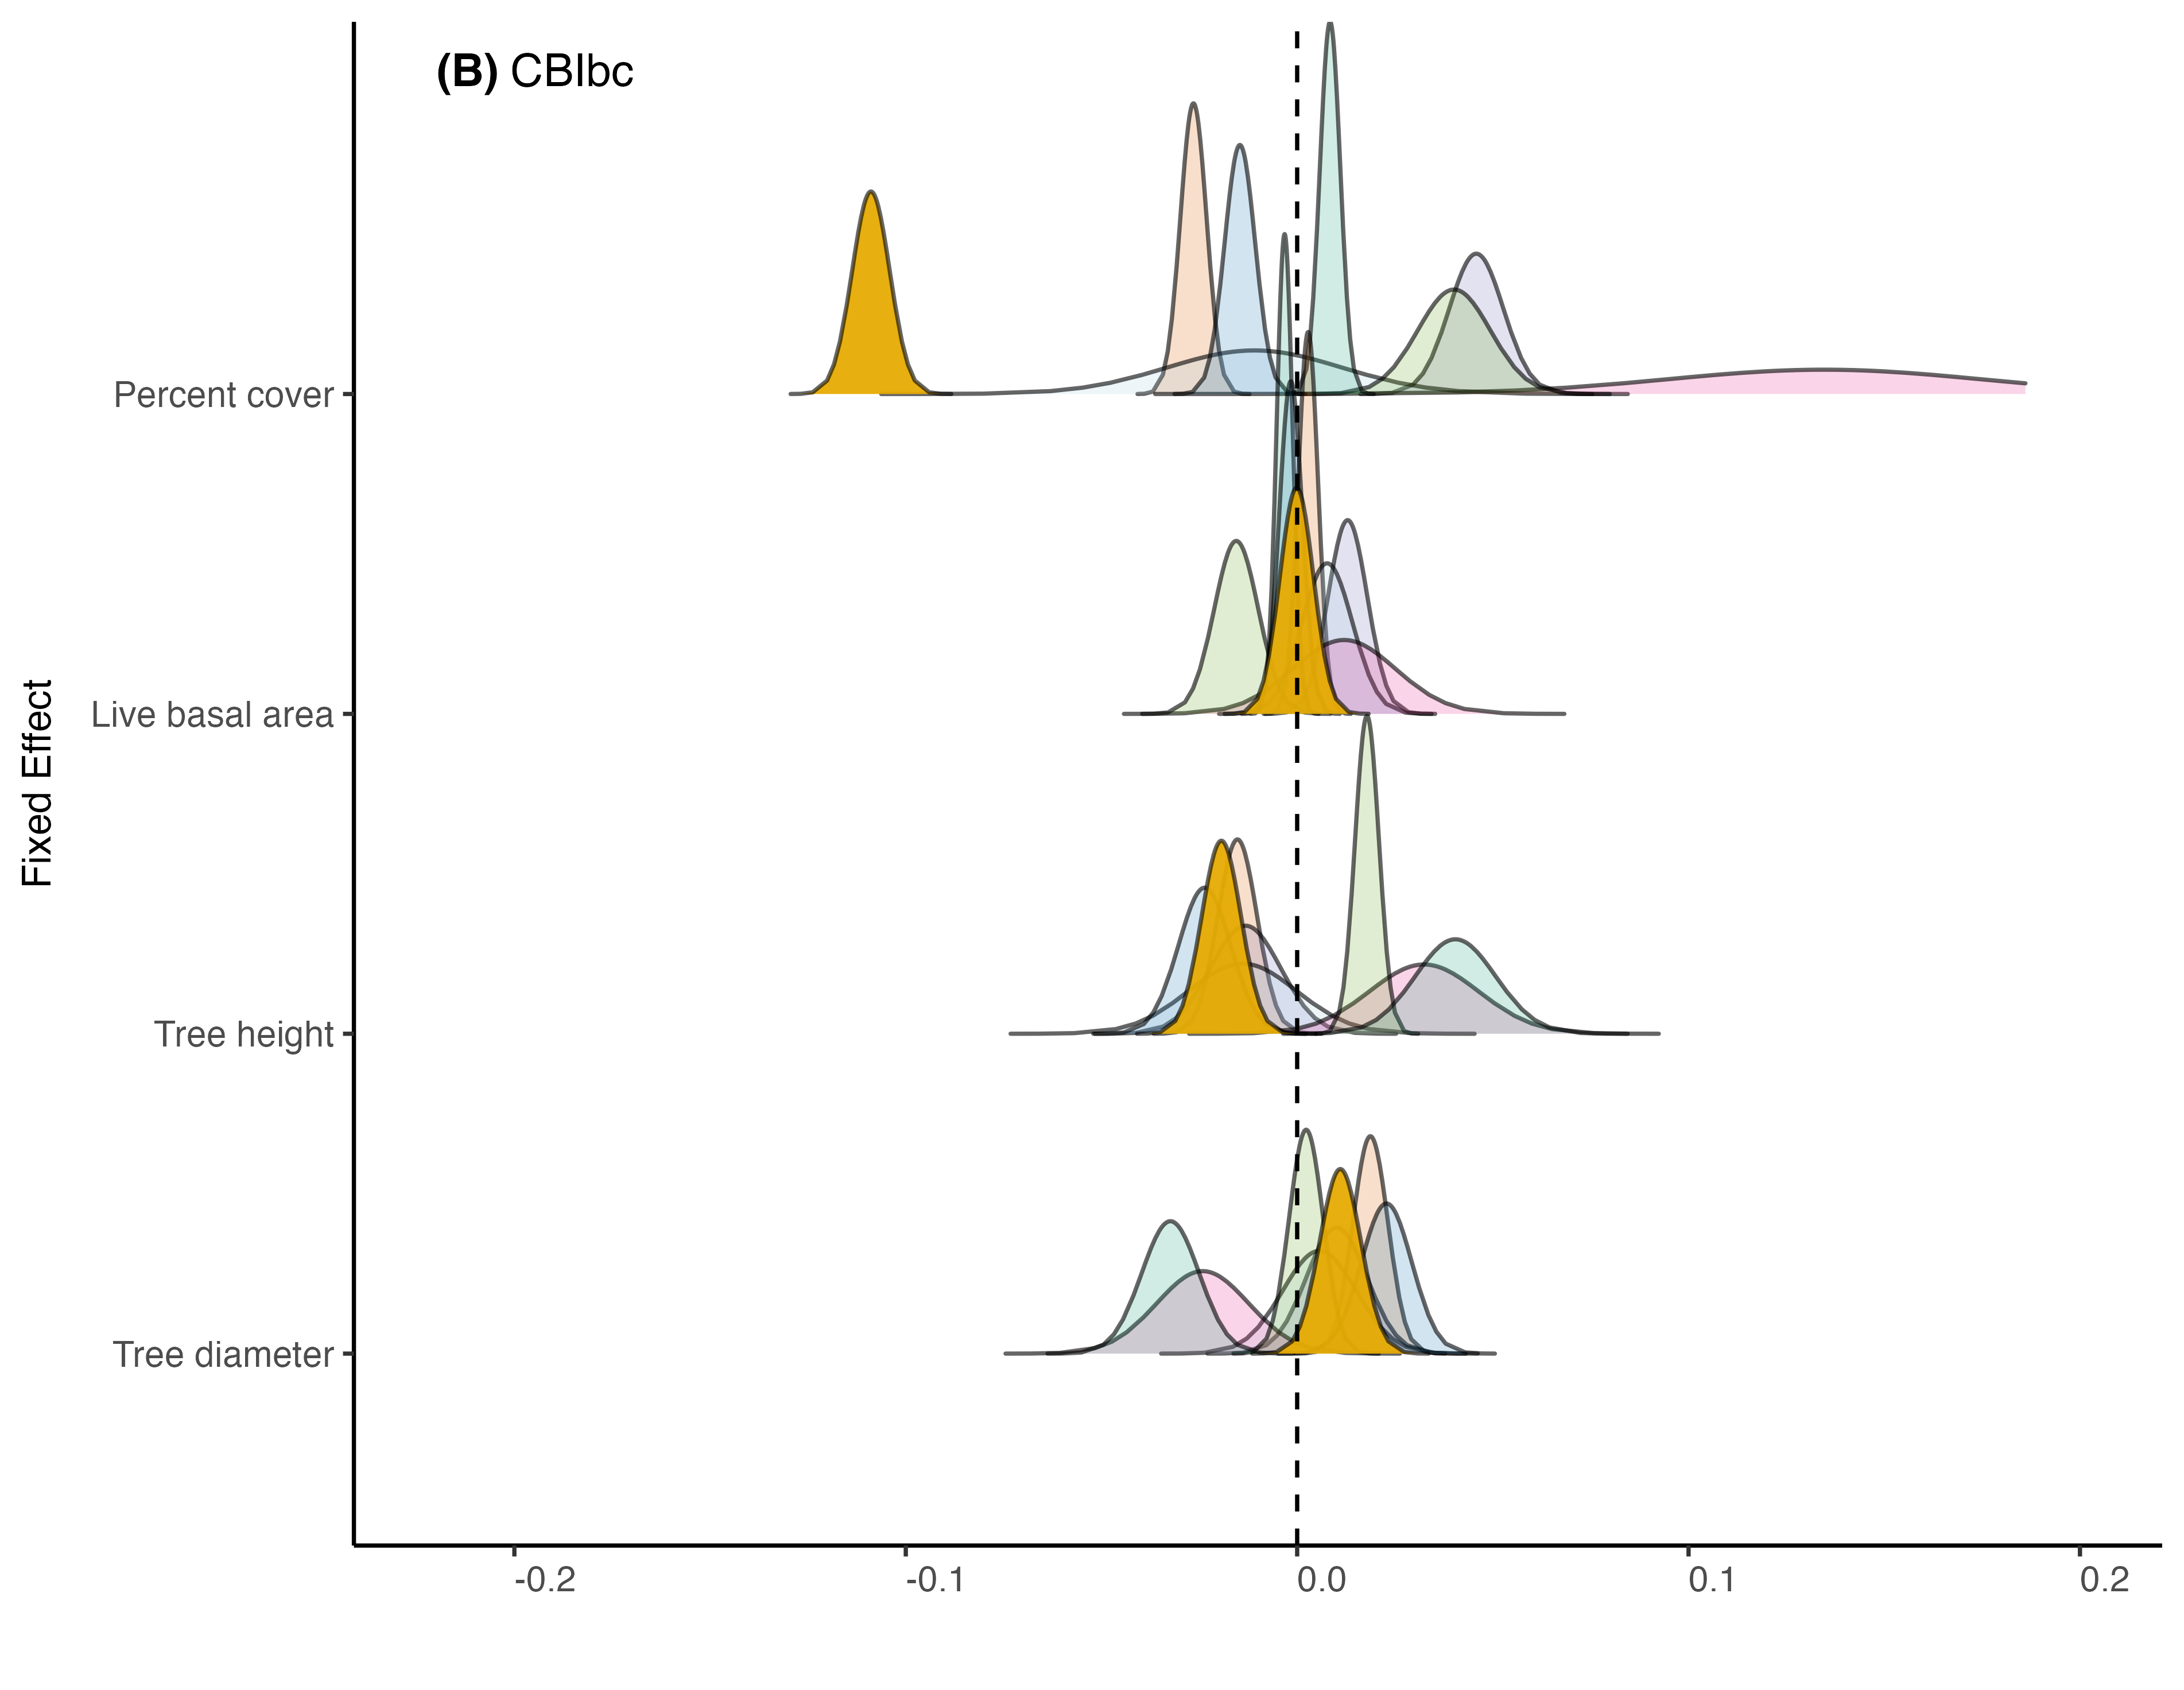 (B) CBIbc
Percent cover
Live basal area
Tree height
Tree diameter
Fixed Effect
-0.2
-0.1
0.0
0.1
0.2